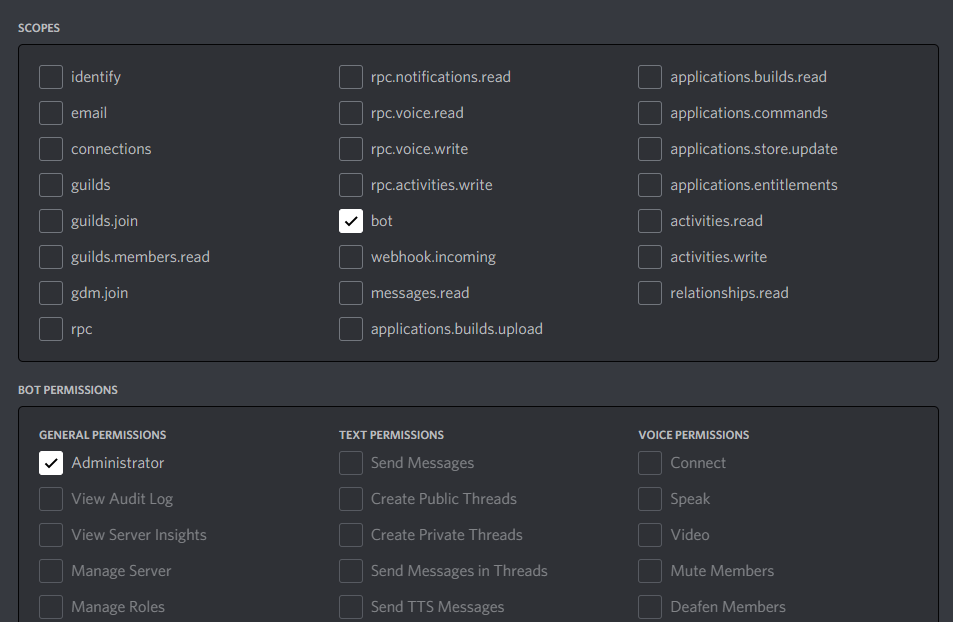 SCOPES
identify
email
connections
guilds
guilds.join
guilds.members.read
gdm.join
rpc
rpc.notifications.read
rpc.voice.read
rpc.voice.write
rpc.activities.write
bot
webhook.incoming
messages.read
applications.builds.upload
applications.builds.read
applications.commands
applications.store.update
applications.entitlements
activities.read
activities.write
relationships.read
BOT PERMISSIONS
GENERAL PERMISSIONS
Administrator
View Audit Log
View Server Insights
Manage Server
Manage Roles
TEXT PERMISSIONS
Send Messages
Create Public Threads
Create Private Threads
Send Messages in Threads
Send TTS Messages
VOICE PERMISSIONS
Connect
Speak
Video
Mute Members
Deafen Members